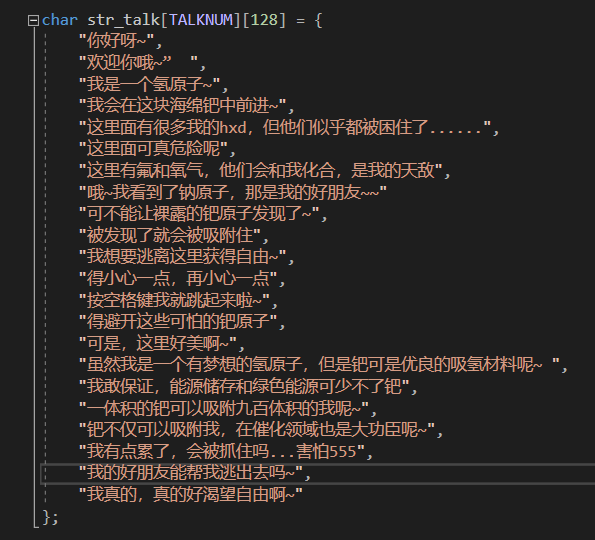 char str_talk[TALKNUM][128] = {
"你好呀~",
"欢迎你哦~” ",
"我是一个氢原子~",
"我会在这块海绵钯中前进~",
"这里面有很多我的hxd，但他们似乎都被困住了......",
"这里面可真危险呢",
"这里有氟和氧气，他们会和我化合，是我的天敌",
"哦~我看到了钠原子，那是我的好朋友~~"
"可不能让裸露的钯原子发现了~",
"被发现了就会被吸附住",
"我想要逃离这里获得自由~",
"得小心一点，再小心一点",
"按空格键我就跳起来啦~",
"得避开这些可怕的钯原子",
"可是，这里好美啊~",
"虽然我是一个有梦想的氢原子，但是钯可是优良的吸氢材料呢~ ",
"我敢保证，能源储存和绿色能源可少不了钯",
"一体积的钯可以吸附九百体积的我呢~",
"钯不仅可以吸附我，在催化领域也是大功臣呢~",
"我有点累了，会被抓住吗...害怕555",
"我的好朋友能帮我逃出去吗~",
"我真的，真的好渴望自由啊~"
};